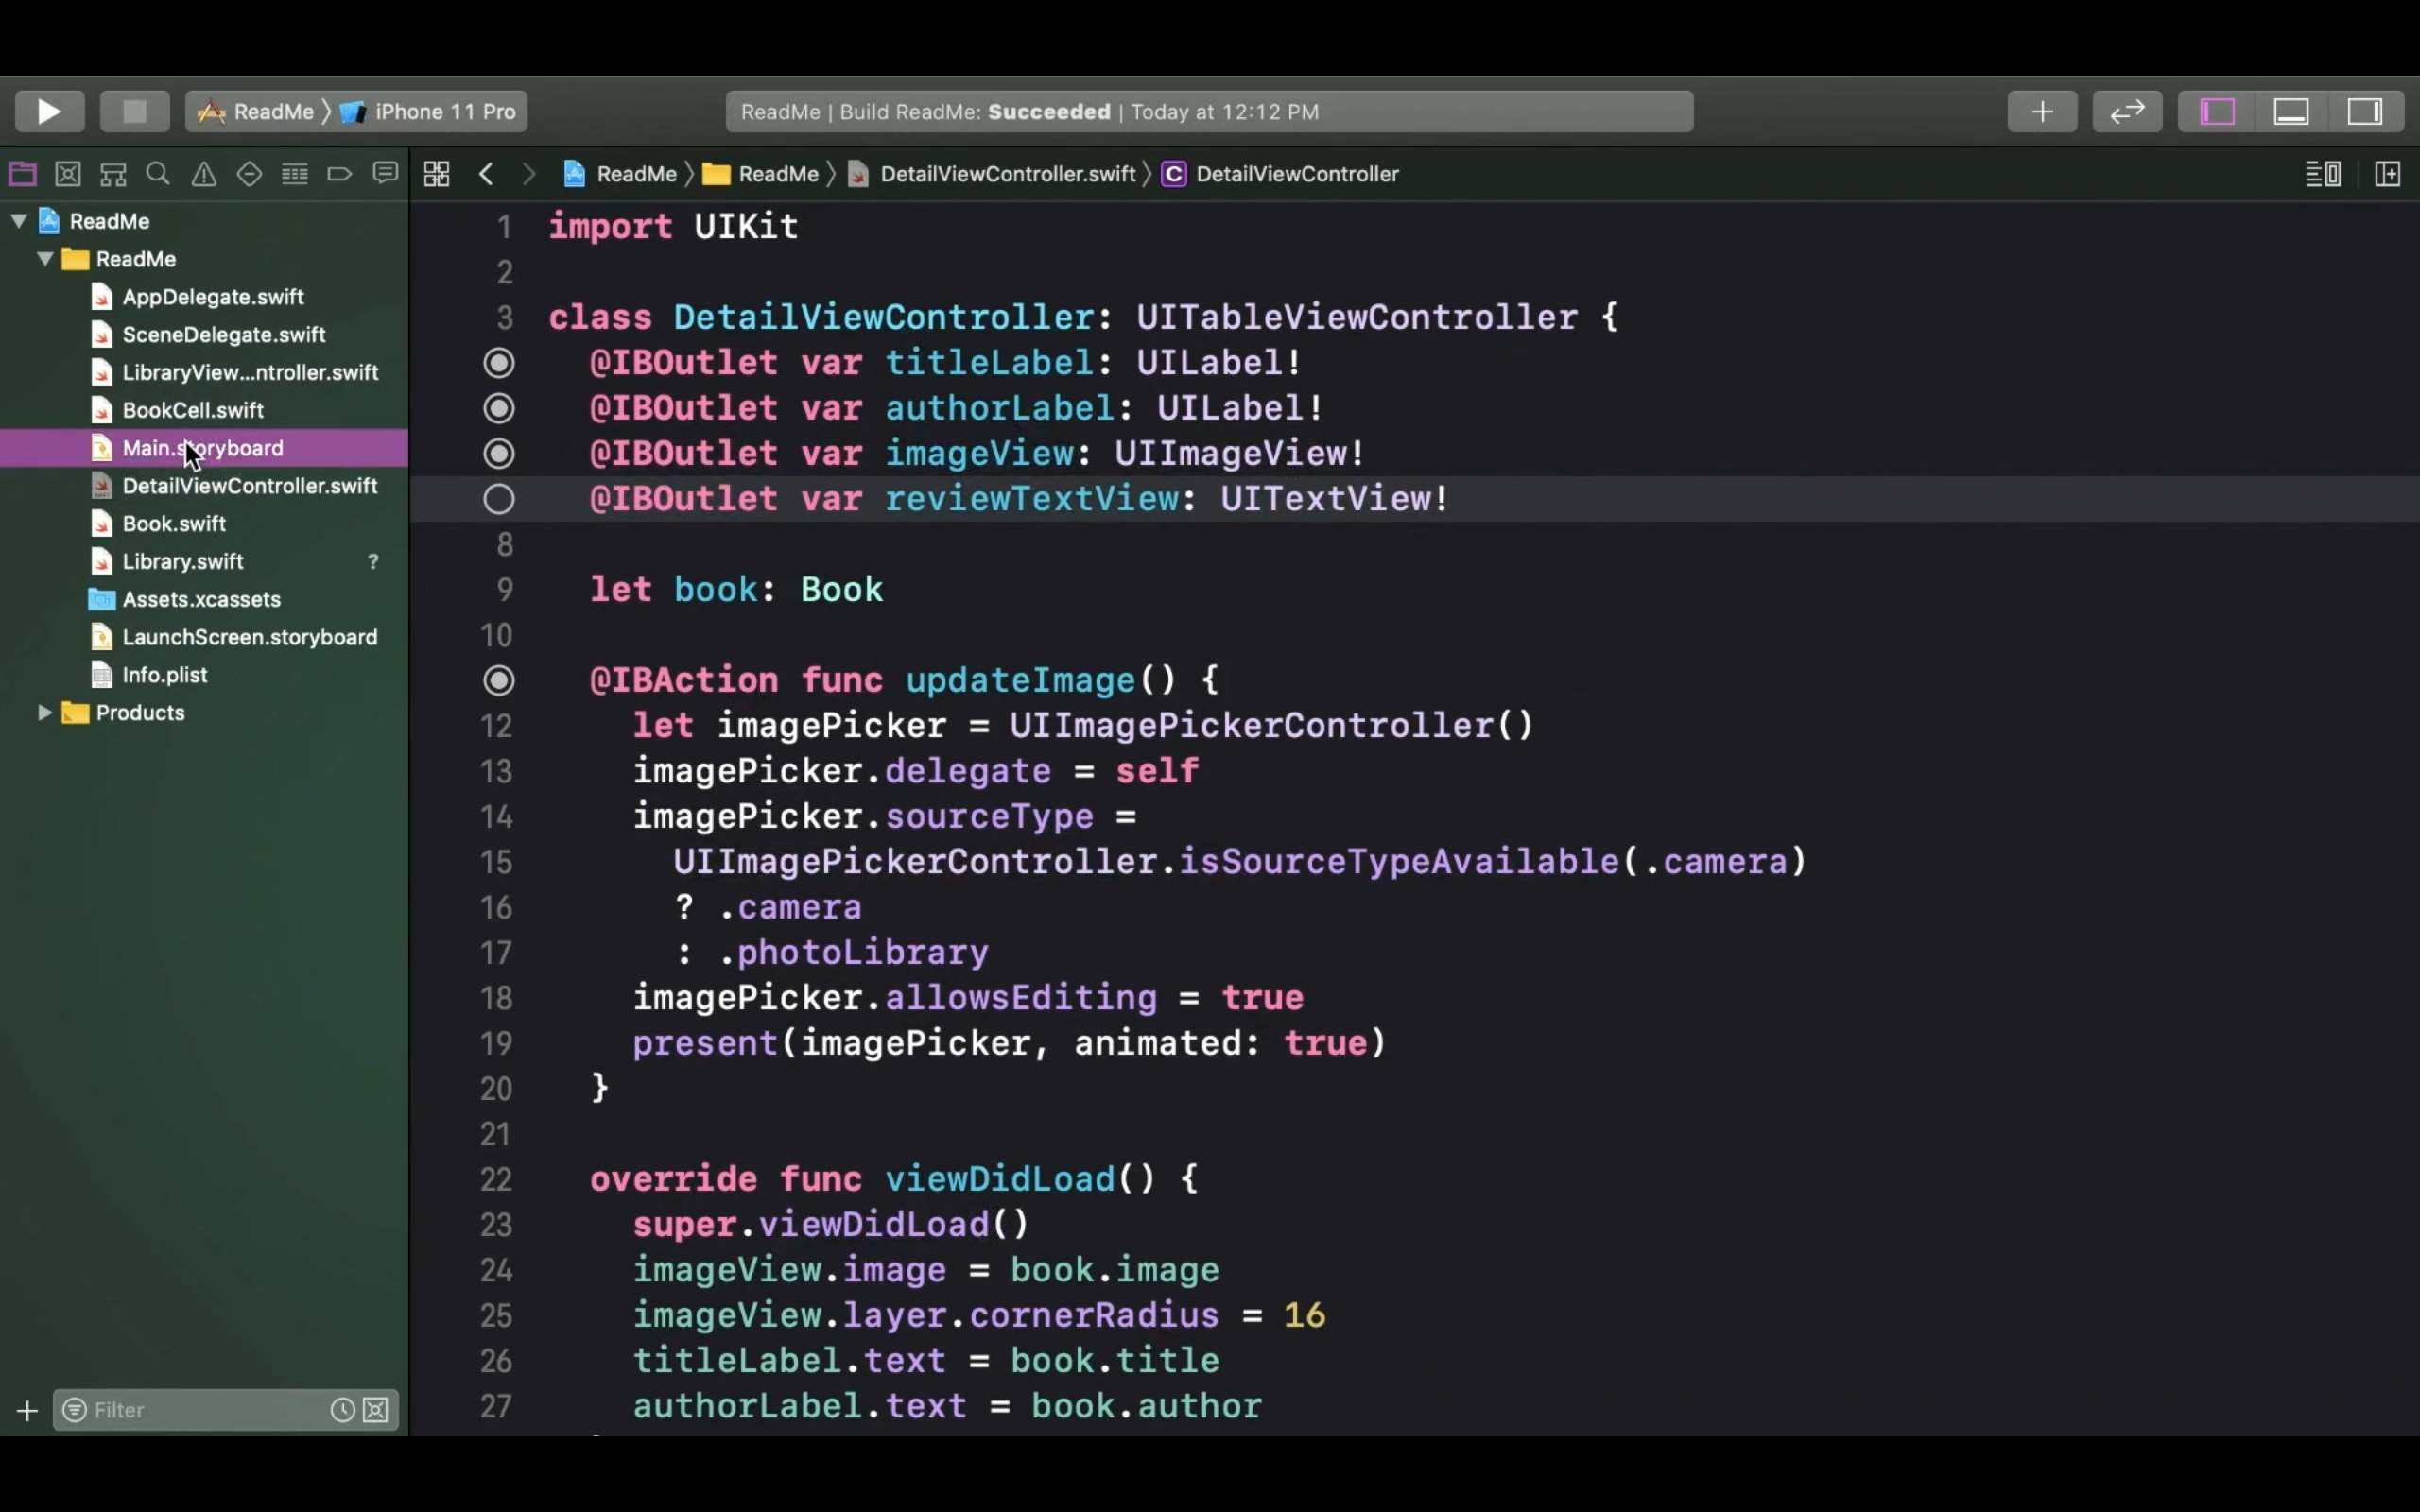 ReadMe 〉 iPhone 11 Pro
ReadMe | Build ReadMe: Succeeded | Today at 12:12 PM
ReadMe 〉 ReadMe 〉 DetailViewController.swift 〉 C DetailViewController
ReadMe
ReadMe
AppDelegate.swift
SceneDelegate.swift
LibraryView...ntroller.swift
BookCell.swift
Main.storyboard
DetailViewController.swift
Book.swift
Library.swift ?
Assets.xcassets
LaunchScreen.storyboard
Info.plist
Products
Filter
1 import UIKit
2
3 class DetailViewController: UITableViewController {
@IBOutlet var titleLabel: UILabel!
@IBOutlet var authorLabel: UILabel!
@IBOutlet var imageView: UIImageView!
@IBOutlet var reviewTextView: UITextView!
8
9 let book: Book
10
@IBAction func updateImage() {
12 let imagePicker = UIImagePickerController()
13 imagePicker.delegate = self
14 imagePicker.sourceType =
15 UIImagePickerController.isSourceTypeAvailable(.camera)
16 ? .camera
17 : .photoLibrary
18 imagePicker.allowsEditing = true
19 present(imagePicker, animated: true)
20 }
21
22 override func viewDidLoad() {
23 super.viewDidLoad()
24 imageView.image = book.image
25 imageView.layer.cornerRadius = 16
26 titleLabel.text = book.title
27 authorLabel.text = book.author